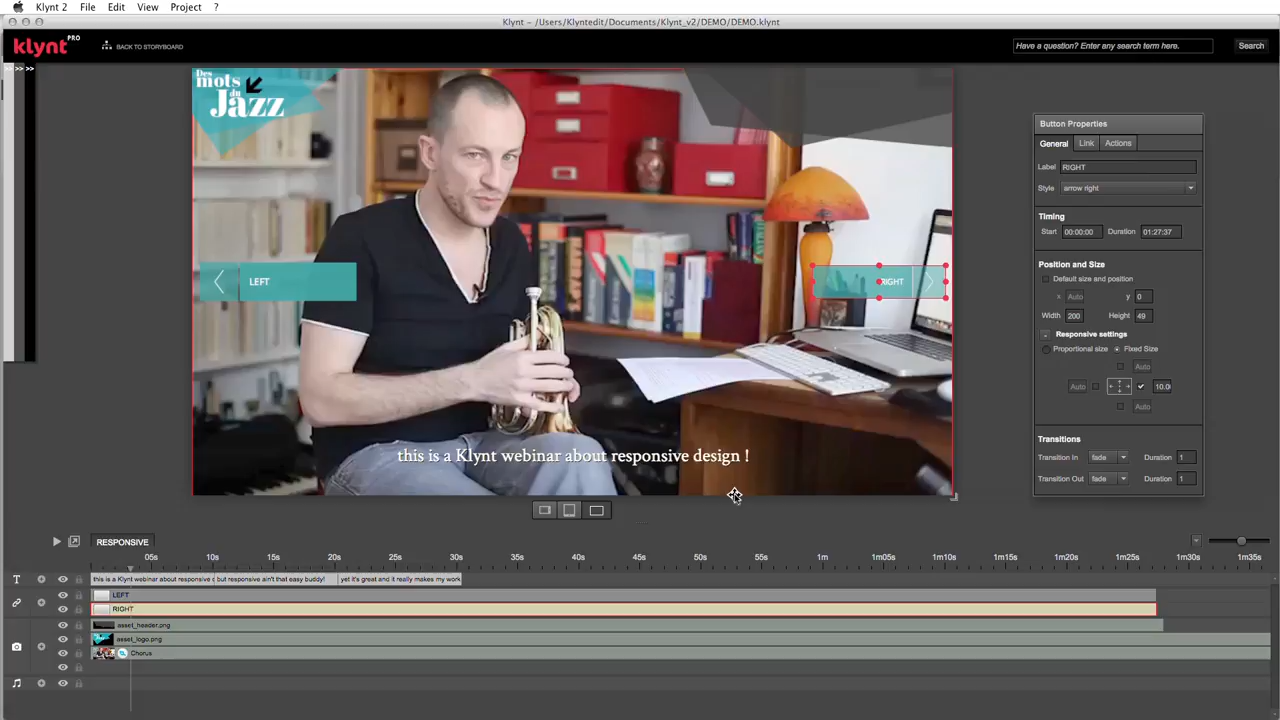 Klynt 2 File Edit View Project ?
Klynt – /Users/Klyntedit/Documents/Klynt_v2/DEMO/DEMO.klynt
klynt PRO
BACK TO STORYBOARD
Have a question? Enter any search term here.
Search
>> >> >>
Des
mots
du
Jazz
LEFT
RIGHT
this is a Klynt webinar about responsive design !
Button Properties
General Link Actions
Label RIGHT
Style arrow right
Timing
Start 00:00:00 Duration 01:27:37
Position and Size
Default size and position
x Auto y 0
Width 200 Height 49
Responsive settings
Proportional size Fixed Size
Auto
Auto 10.0
Auto
Transitions
Transition In fade Duration 1
Transition Out fade Duration 1
RESPONSIVE
05s 10s 15s 20s 25s 30s 35s 40s 45s 50s 55s 1m 1m05s 1m10s 1m15s 1m20s 1m25s 1m30s 1m35s
T this is a Klynt webinar about responsive but responsive ain't that easy buddy! yet it's great and it really makes my work
LEFT
RIGHT
asset_header.png
asset_logo.png
Chorus